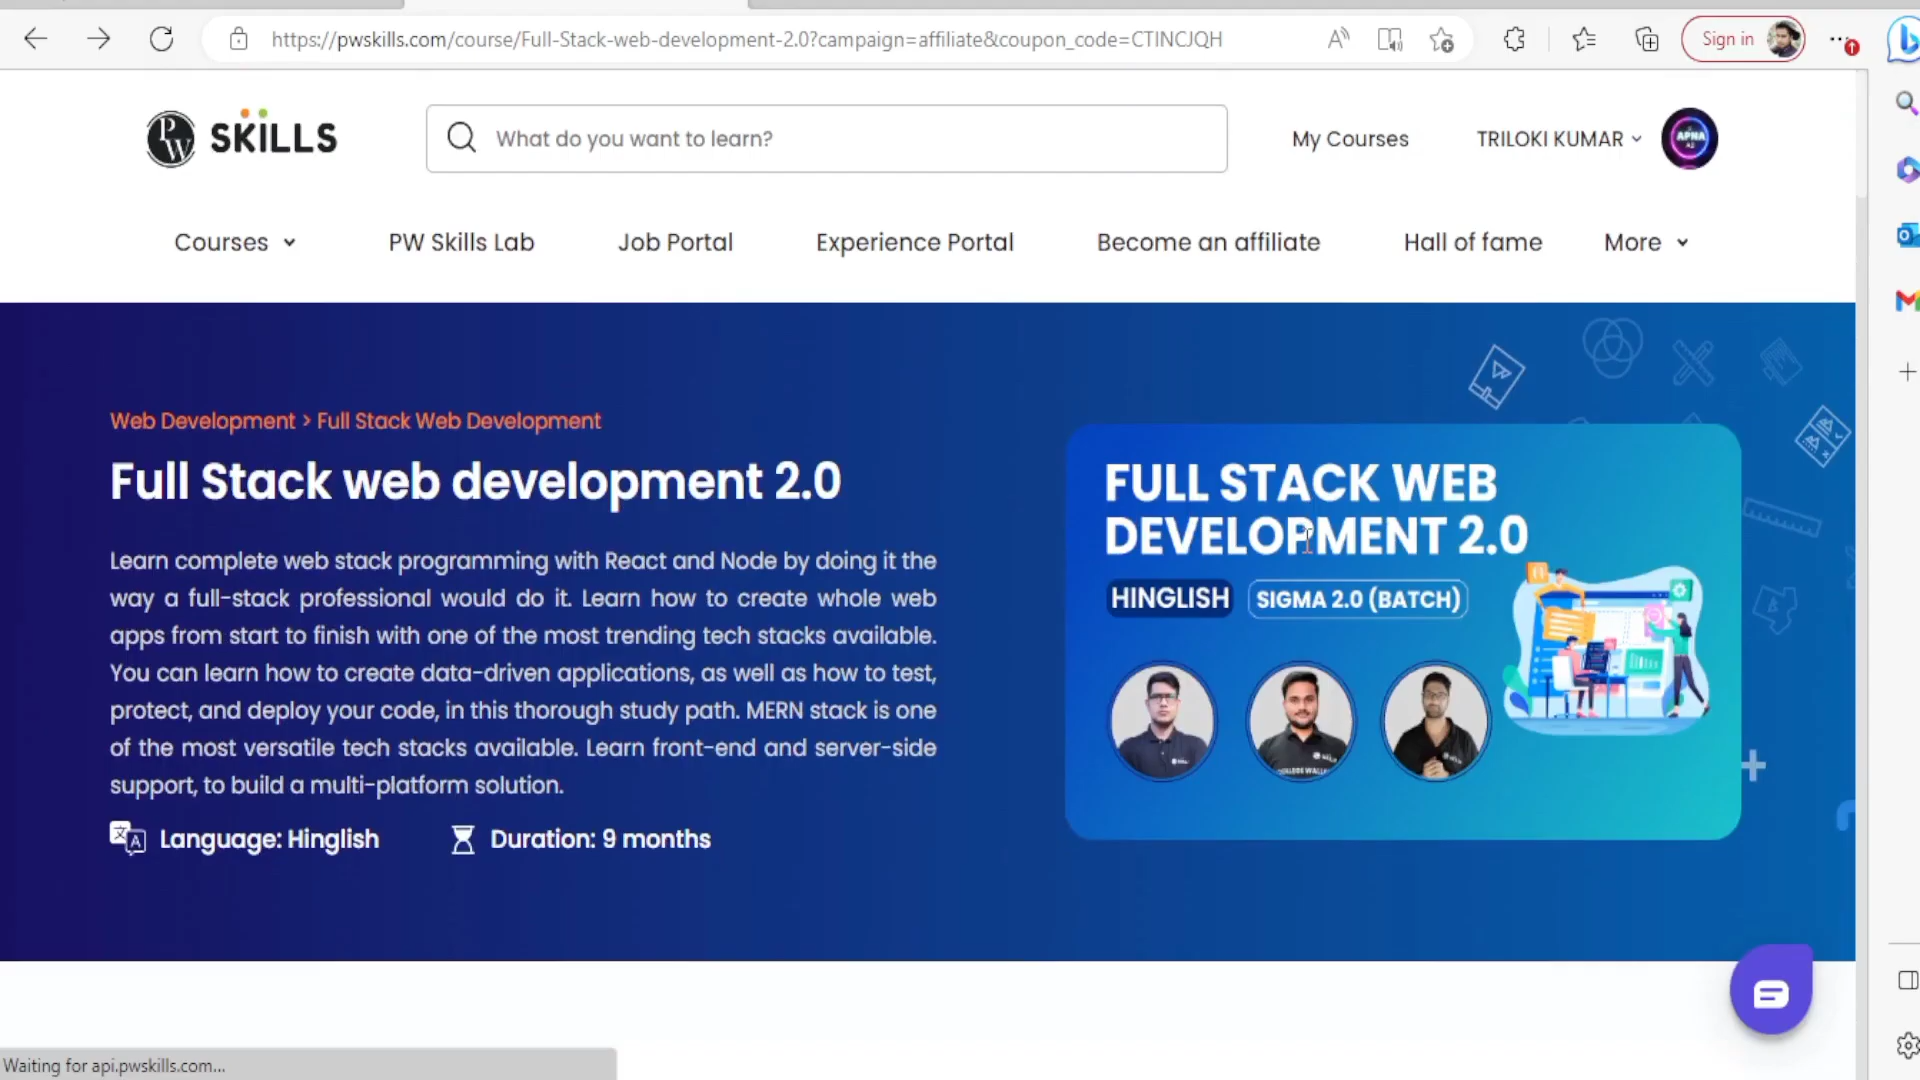 https://pwskills.com/course/Full-Stack-web-development-2.0?campaign=affiliate&coupon_code=CTINCJQH
Sign in
PW SKILLS
What do you want to learn?
My Courses
TRILOKI KUMAR
APNA
Courses
PW Skills Lab
Job Portal
Experience Portal
Become an affiliate
Hall of fame
More
Web Development > Full Stack Web Development
Full Stack web development 2.0
Learn complete web stack programming with React and Node by doing it the
way a full-stack professional would do it. Learn how to create whole web
apps from start to finish with one of the most trending tech stacks available.
You can learn how to create data-driven applications, as well as how to test,
protect, and deploy your code, in this thorough study path. MERN stack is one
of the most versatile tech stacks available. Learn front-end and server-side
support, to build a multi-platform solution.
Language: Hinglish
Duration: 9 months
FULL STACK WEB
DEVELOPMENT 2.0
HINGLISH
SIGMA 2.0 (BATCH)
Waiting for api.pwskills.com...